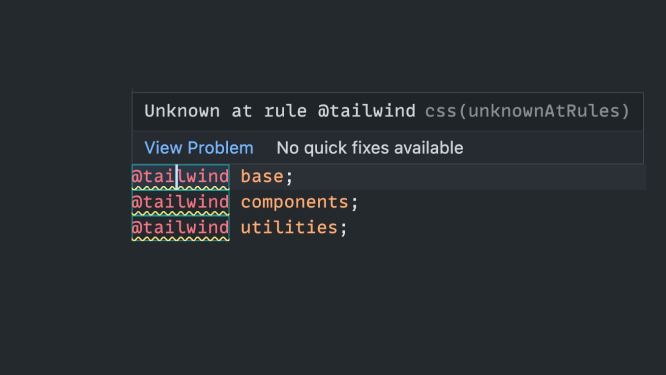 Unknown at rule @tailwind css(unknownAtRules)
View Problem No quick fixes available
@tailwind base;
@tailwind components;
@tailwind utilities;